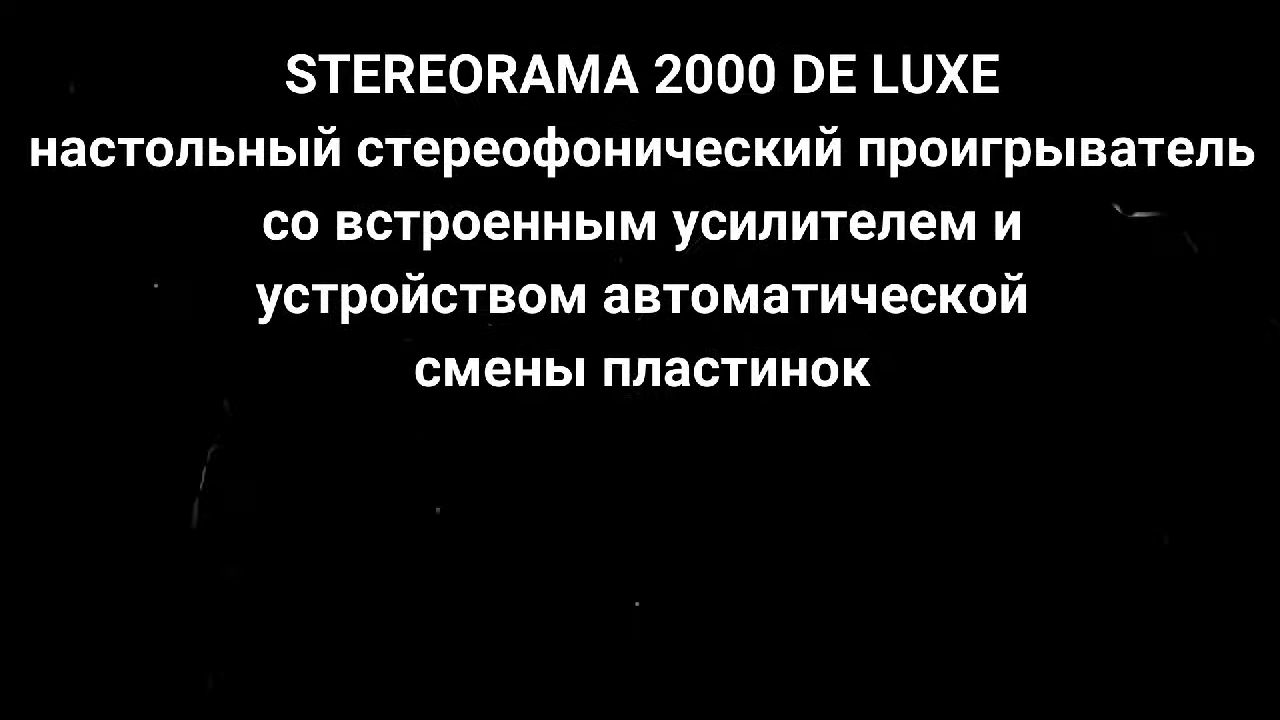 STEREORAMA 2000 DE LUXE
настольный стереофонический проигрыватель
со встроенным усилителем и
устройством автоматической
смены пластинок